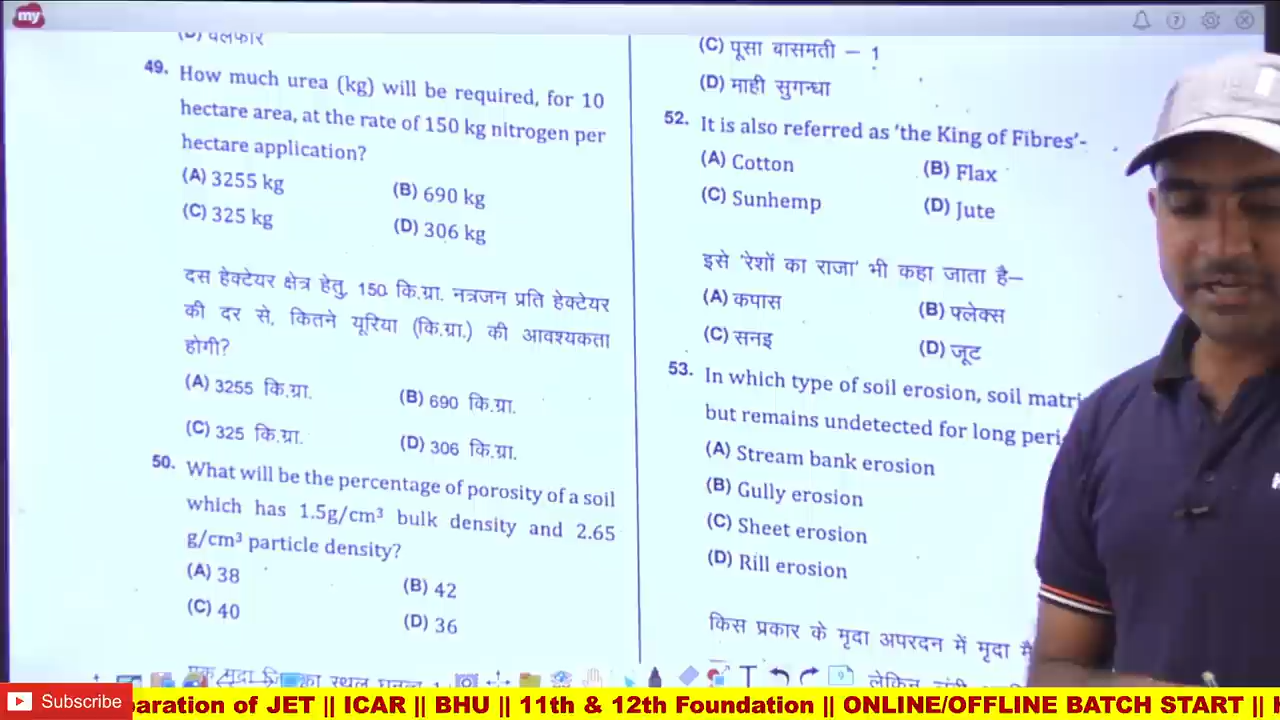 my
(D) वलफार
49. How much urea (kg) will be required, for 10
hectare area, at the rate of 150 kg nitrogen per
hectare application?
(A) 3255 kg (B) 690 kg
(C) 325 kg (D) 306 kg
दस हेक्टेयर क्षेत्र हेतु, 150 कि.ग्रा. नत्रजन प्रति हेक्टेयर
की दर से, कितने यूरिया (कि.ग्रा.) की आवश्यकता
होगी?
(A) 3255 कि.ग्रा. (B) 690 कि.ग्रा.
(C) 325 कि.ग्रा. (D) 306 कि.ग्रा.
50. What will be the percentage of porosity of a soil
which has 1.5g/cm³ bulk density and 2.65
g/cm³ particle density?
(A) 38 (B) 42
(C) 40 (D) 36
एक मृदा
(C) पूसा बासमती – 1
(D) माही सुगन्धा
52. It is also referred as 'the King of Fibres'-
(A) Cotton (B) Flax
(C) Sunhemp (D) Jute
इसे 'रेशों का राजा' भी कहा जाता है–
(A) कपास (B) फ्लेक्स
(C) सनइ (D) जूट
53. In which type of soil erosion, soil matri
but remains undetected for long peri
(A) Stream bank erosion
(B) Gully erosion
(C) Sheet erosion
(D) Rill erosion
किस प्रकार के मृदा अपरदन में मृदा मै
लेकिन
Subscribe
paration of JET || ICAR || BHU || 11th & 12th Foundation || ONLINE/OFFLINE BATCH START ||